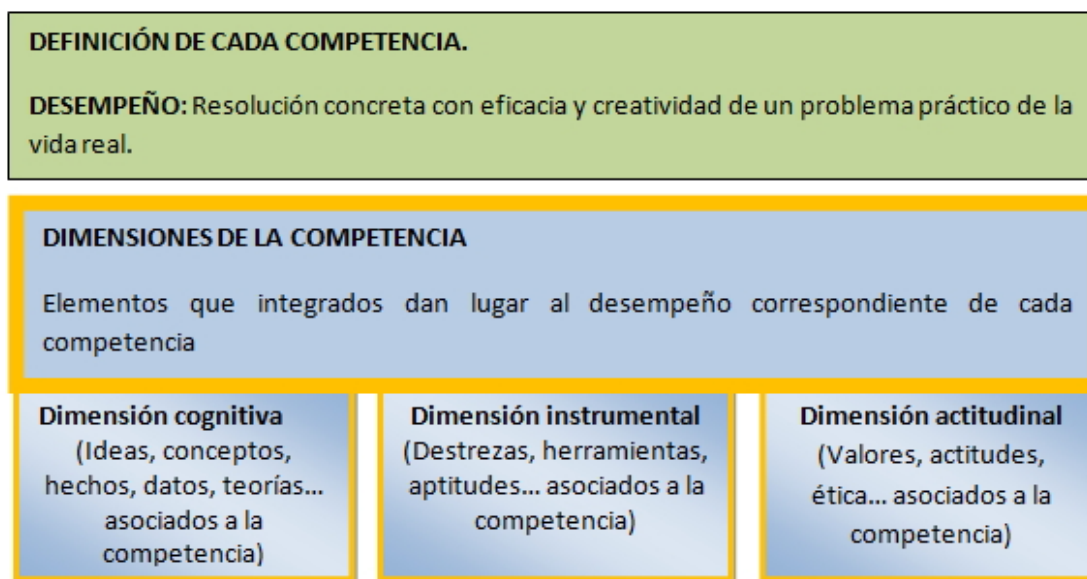 DEFINICIÓN DE CADA COMPETENCIA.
DESEMPEÑO: Resolución concreta con eficacia y creatividad de un problema práctico de la
vida real.
DIMENSIONES DE LA COMPETENCIA
Elementos que integrados dan lugar al desempeño correspondiente de cada
competencia
Dimensión cognitiva
(Ideas, conceptos,
hechos, datos, teorías...
asociados a la
competencia)
Dimensión instrumental
(Destrezas, herramientas,
aptitudes... asociados a la
competencia)
Dimensión actitudinal
(Valores, actitudes,
ética... asociados a la
competencia)